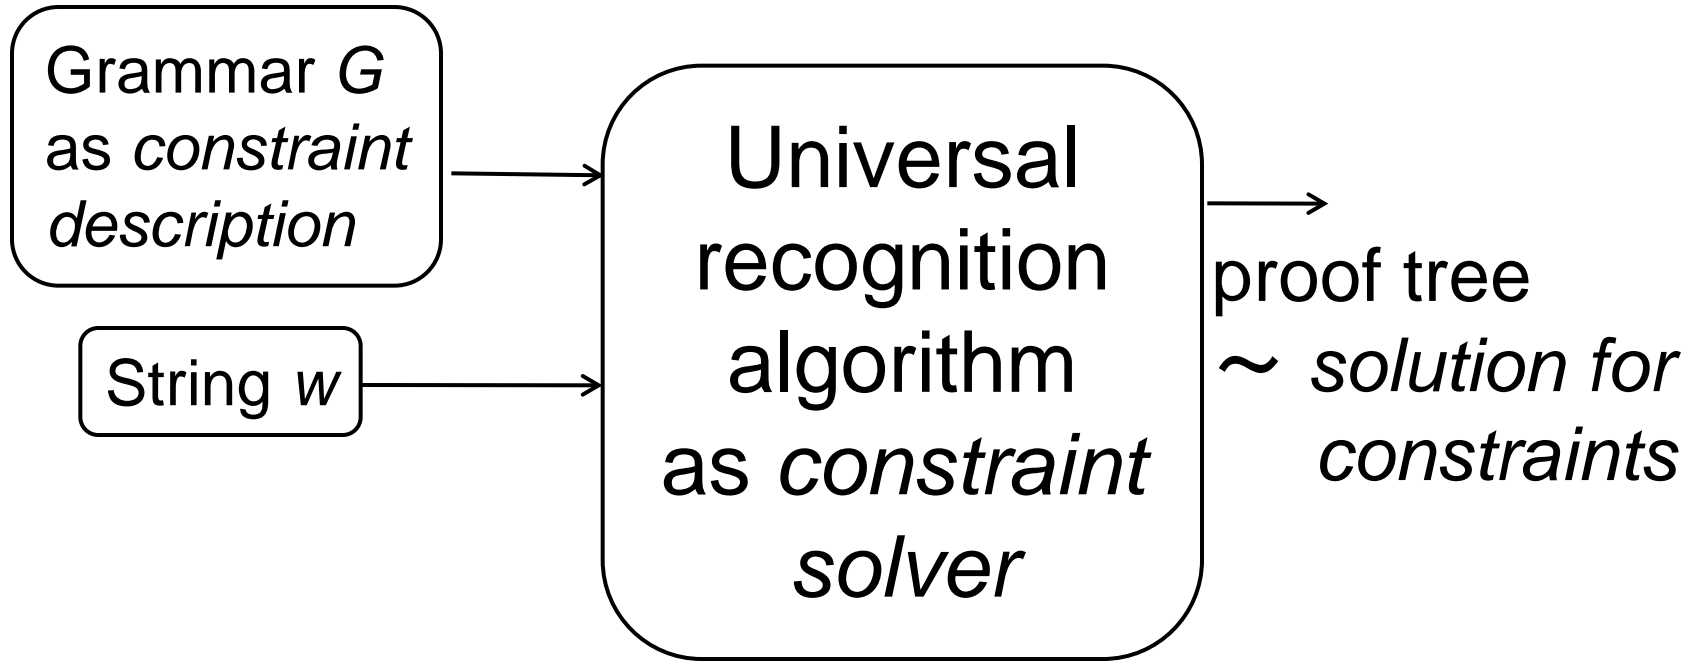 Grammar G
as constraint
description
String w
Universal
recognition
algorithm
as constraint
solver
proof tree
~ solution for
constraints